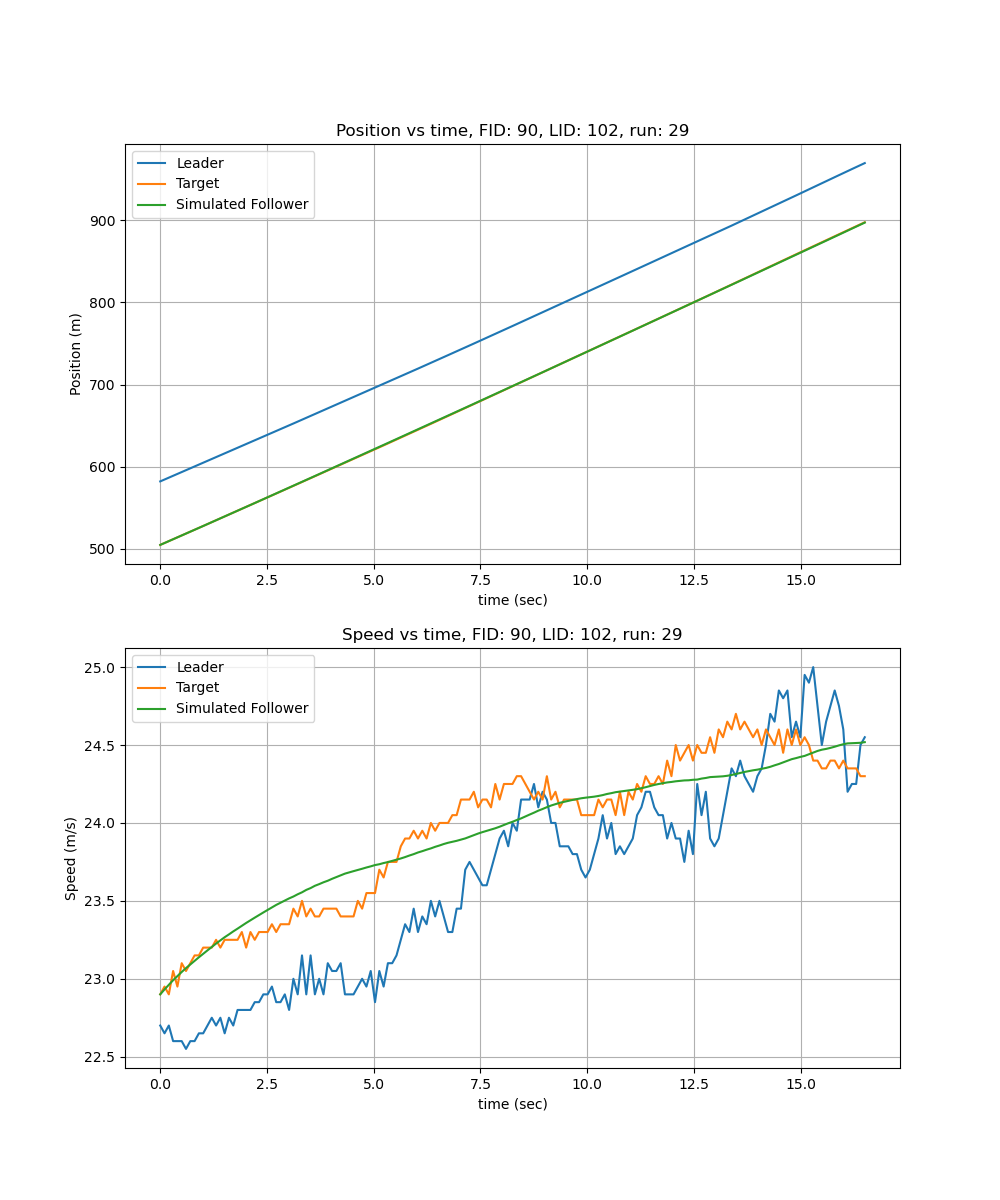 Position vs time, FID: 90, LID: 102, run: 29
Leader
Target
Simulated Follower
900
800
700
600
500
Position (m)
0.0 2.5 5.0 7.5 10.0 12.5 15.0
time (sec)
Speed vs time, FID: 90, LID: 102, run: 29
Leader
Target
Simulated Follower
25.0
24.5
24.0
23.5
23.0
22.5
Speed (m/s)
0.0 2.5 5.0 7.5 10.0 12.5 15.0
time (sec)